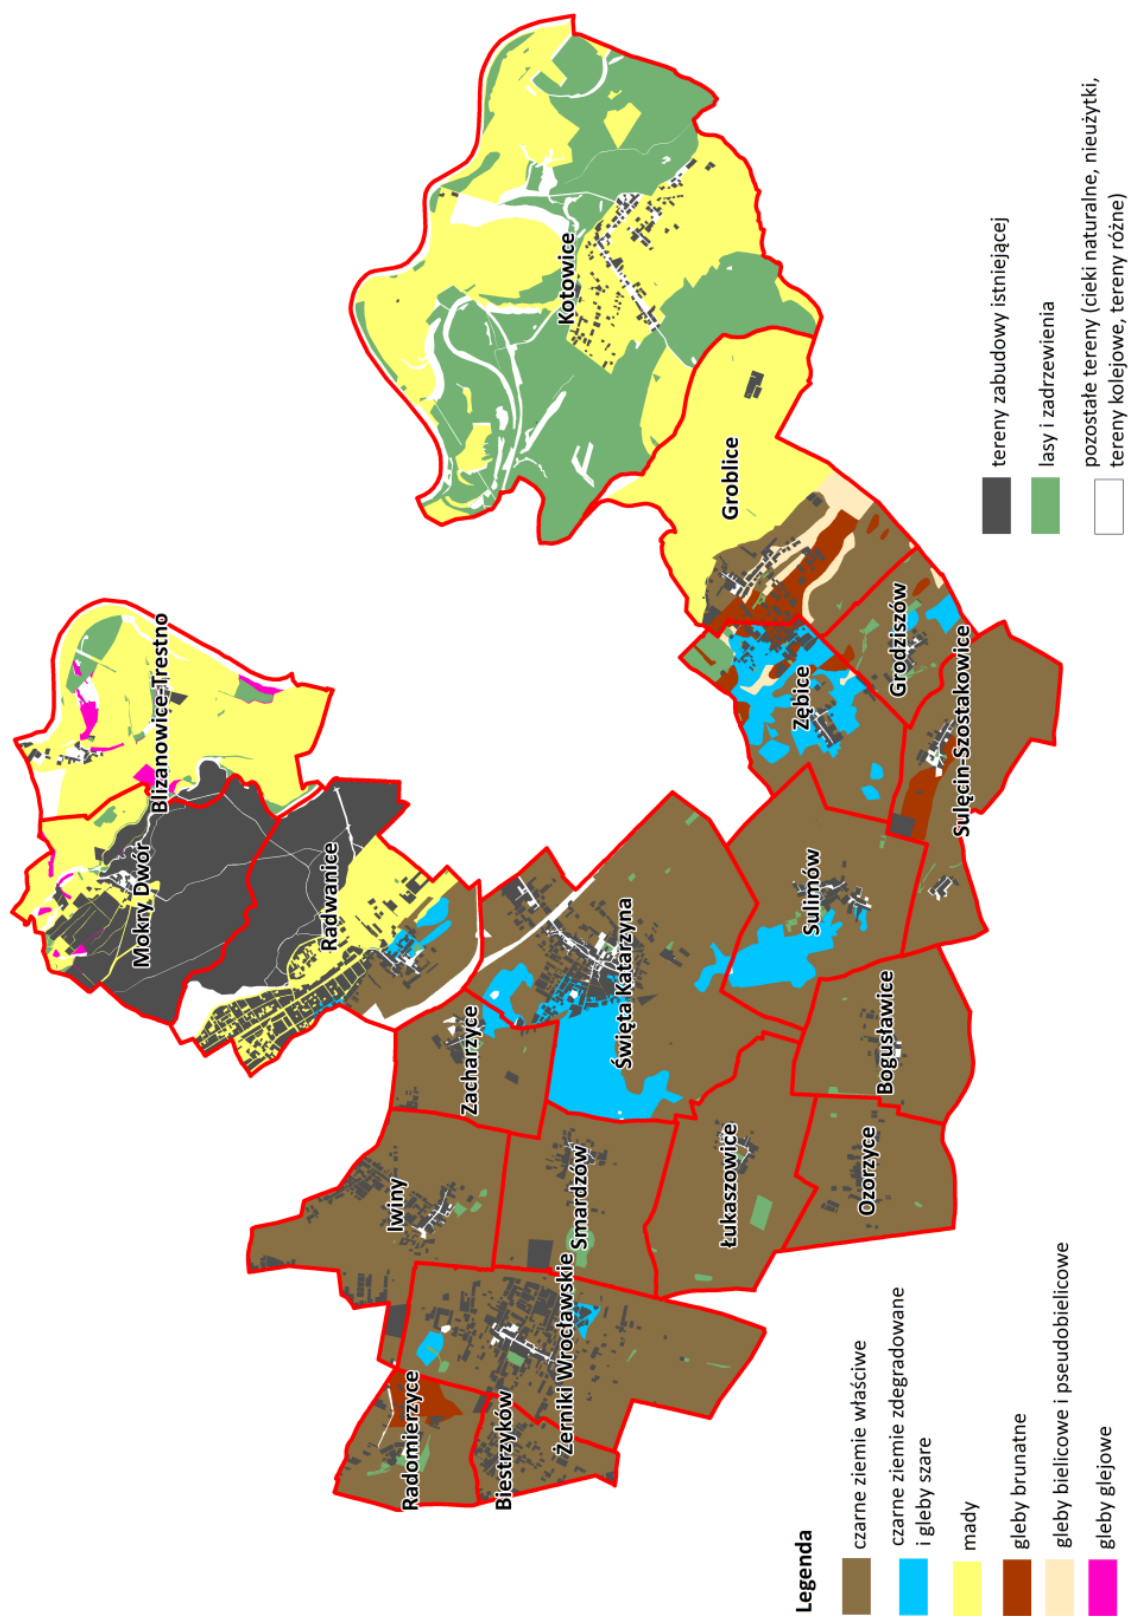 Mokry Dwór
Blizanowice-Trestno
Radwanice
Iwiny
Radomierzyce
Zacharzyce
Biestrzyków
Kotowice
Żerniki Wrocławskie
Smardzów
Święta Katarzyna
Groblice
Łukaszowice
Zębice
Sulimów
Ozorzyce
Bogusławice
Grodziszów
Sulęcin-Szostakowice
Legenda
czarne ziemie właściwe
czarne ziemie zdegradowane
i gleby szare
mady
gleby brunatne
gleby bielicowe i pseudobielicowe
gleby glejowe
tereny zabudowy istniejącej
lasy i zadrzewienia
pozostałe tereny (cieki naturalne, nieużytki,
tereny kolejowe, tereny różne)